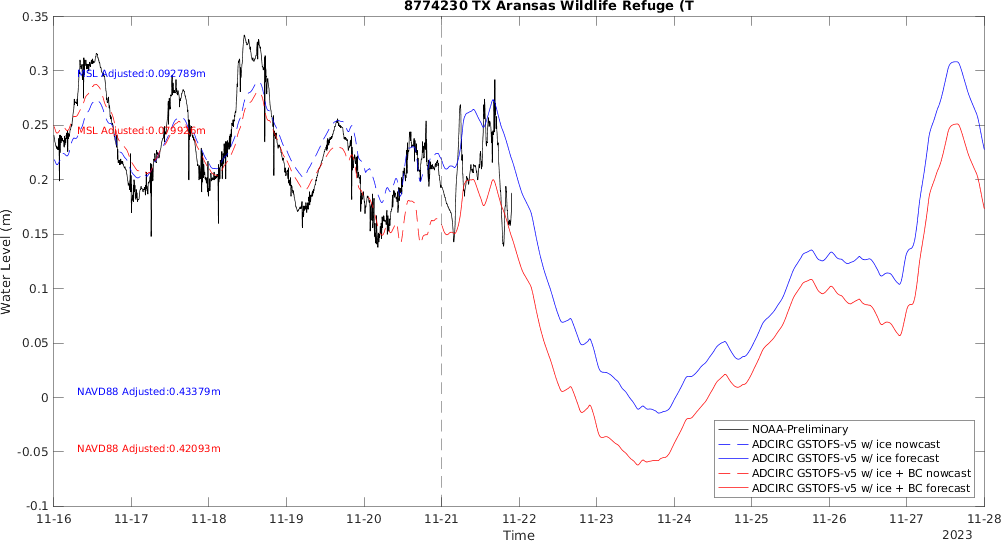 8774230 TX Aransas Wildlife Refuge (T
0.35
0.3
0.25
0.2
0.15
0.1
0.05
0
-0.05
-0.1
Water Level (m)
MSL Adjusted:0.092789m
MSL Adjusted:0.079926m
NAVD88 Adjusted:0.43379m
NAVD88 Adjusted:0.42093m
NOAA-Preliminary
ADCIRC GSTOFS-v5 w/ ice nowcast
ADCIRC GSTOFS-v5 w/ ice forecast
ADCIRC GSTOFS-v5 w/ ice + BC nowcast
ADCIRC GSTOFS-v5 w/ ice + BC forecast
11-16 11-17 11-18 11-19 11-20 11-21 11-22 11-23 11-24 11-25 11-26 11-27 11-28
Time
2023